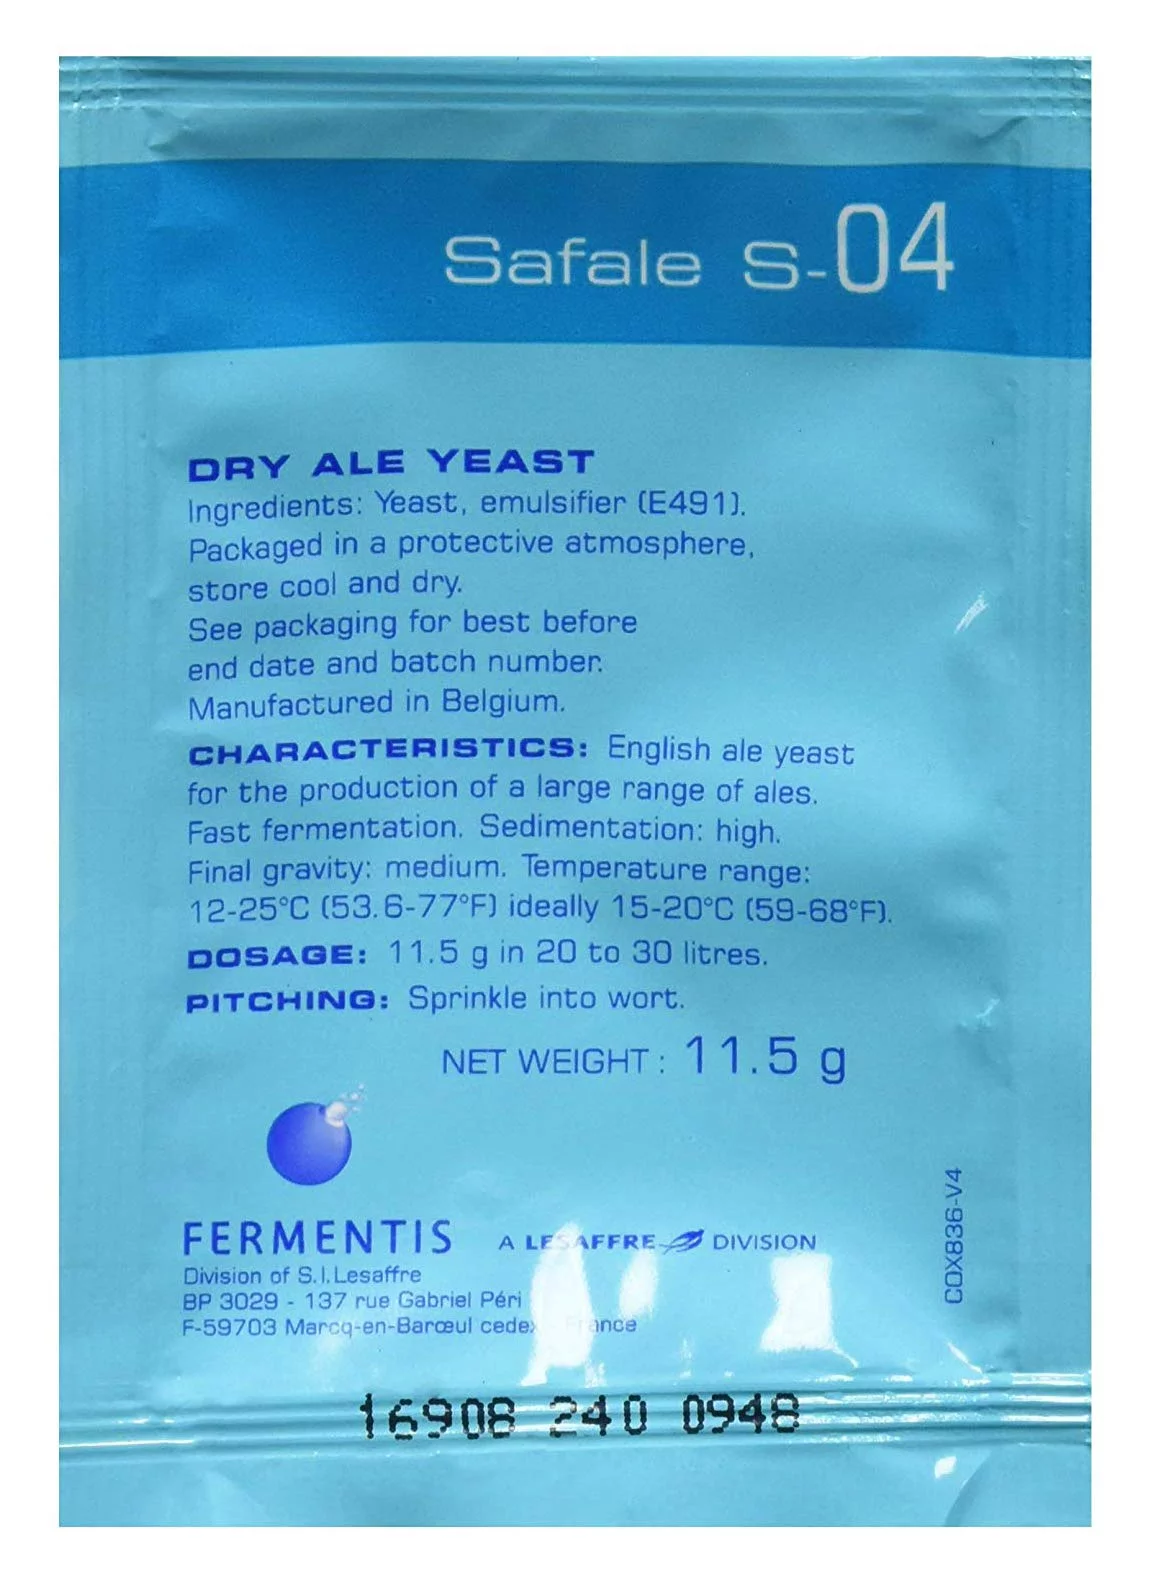 Safale S-04
DRY ALE YEAST
Ingredients: Yeast, emulsifier (E491).
Packaged in a protective atmosphere,
store cool and dry.
See packaging for best before
end date and batch number.
Manufactured in Belgium.
CHARACTERISTICS: English ale yeast
for the production of a large range of ales.
Fast fermentation. Sedimentation: high.
Final gravity: medium. Temperature range:
12-25°C (53.6-77°F) ideally 15-20°C (59-68°F).
DOSAGE: 11.5 g in 20 to 30 litres.
PITCHING: Sprinkle into wort.
NET WEIGHT : 11.5 g
FERMENTIS A LESAFFRE DIVISION
Division of S.I.Lesaffre
BP 3029 - 137 rue Gabriel Péri
F-59703 Marcq-en-Barœul cedex - France
COX836-V4
16908 240 0948